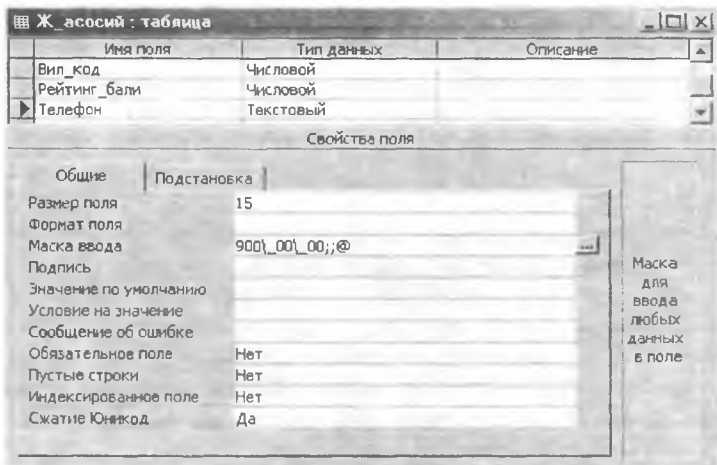 Ж_асосий : таблица
Имя поля Тип данных Описание
Вил_код Числовой
Рейтинг_бали Числовой
Телефон Текстовый
Свойства поля
Общие Подстановка
Размер поля 15
Формат поля
Маска ввода 900\_00\_00;;@ ...
Подпись
Значение по умолчанию
Условие на значение
Сообщение об ошибке
Обязательное поле Нет
Пустые строки Нет
Индексированное поле Нет
Сжатие Юникод Да
Маска
для
ввода
любых
данных
в поле